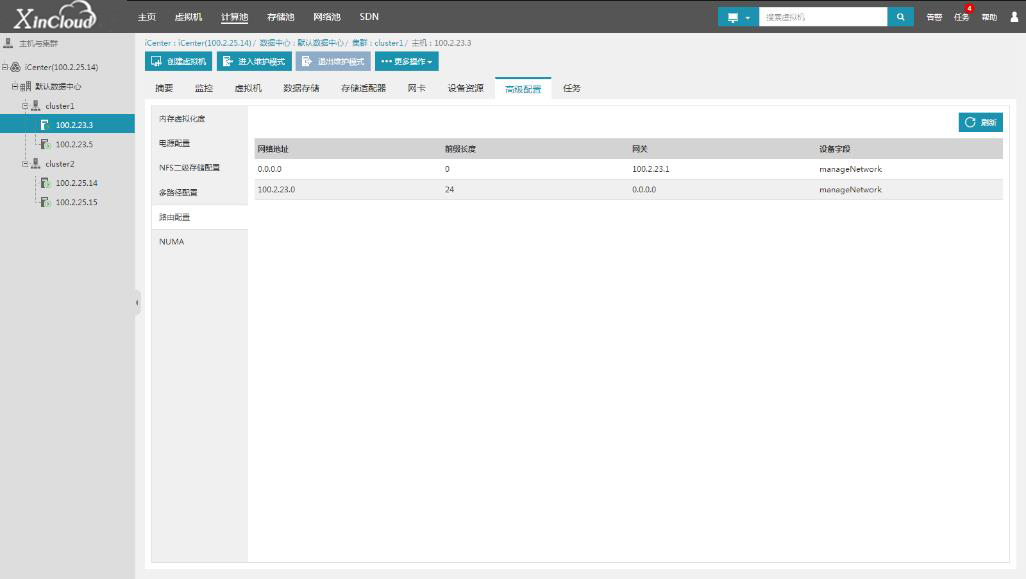 XinCloud
主页 虚拟机 计算池 存储池 网络池 SDN
搜索虚拟机
告警 任务 4 帮助
主机与集群
iCenter(100.2.25.14)
默认数据中心
cluster1
100.2.23.3
100.2.23.5
cluster2
100.2.25.14
100.2.25.15
iCenter : iCenter(100.2.25.14) / 数据中心 : 默认数据中心 / 集群 : cluster1 / 主机 : 100.2.23.3
创建虚拟机 进入维护模式 退出维护模式 更多操作
摘要 监控 虚拟机 数据存储 存储适配器 网卡 设备资源 高级配置 任务
内存虚拟化度
电源配置
NFS二级存储配置
多路径配置
路由配置
NUMA
刷新
网络地址 前缀长度 网关 设备字段
0.0.0.0 0 100.2.23.1 manageNetwork
100.2.23.0 24 0.0.0.0 manageNetwork